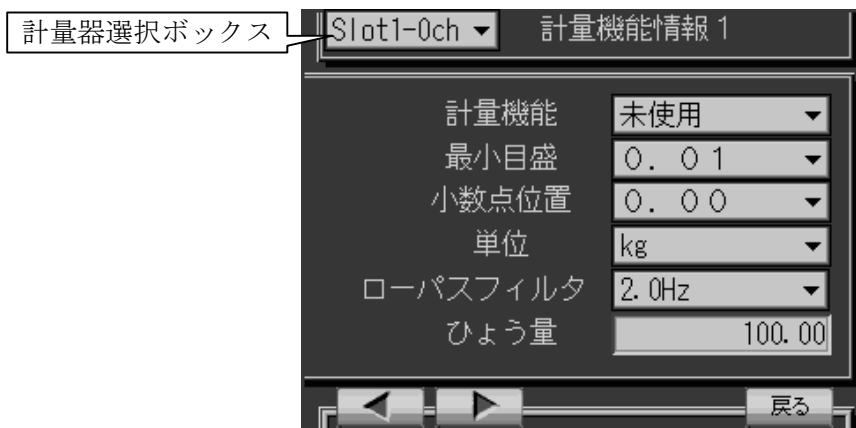 計量器選択ボックス
Slot1-0ch 計量機能情報1
計量機能 未使用
最小目盛 0.01
小数点位置 0.00
単位 kg
ローパスフィルタ 2.0Hz
ひょう量 100.00
戻る